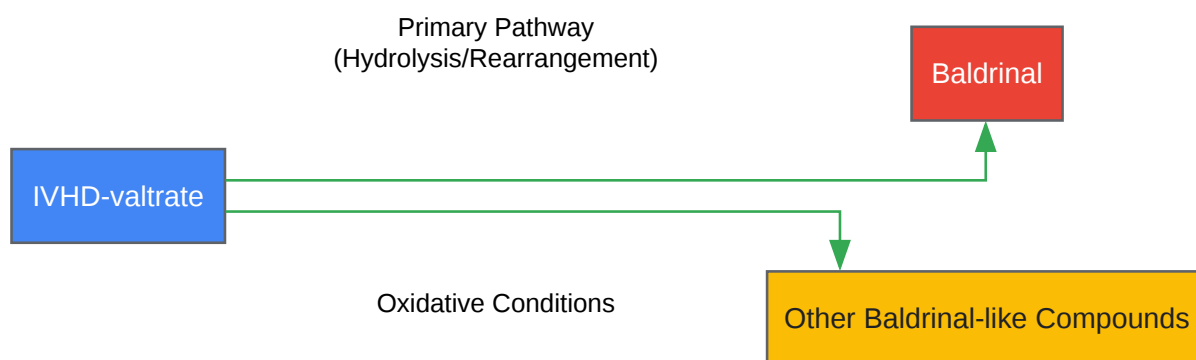 Primary Pathway
(Hydrolysis/Rearrangement)
Baldrinal
IVHD-valtrate
Oxidative Conditions
Other Baldrinal-like Compounds